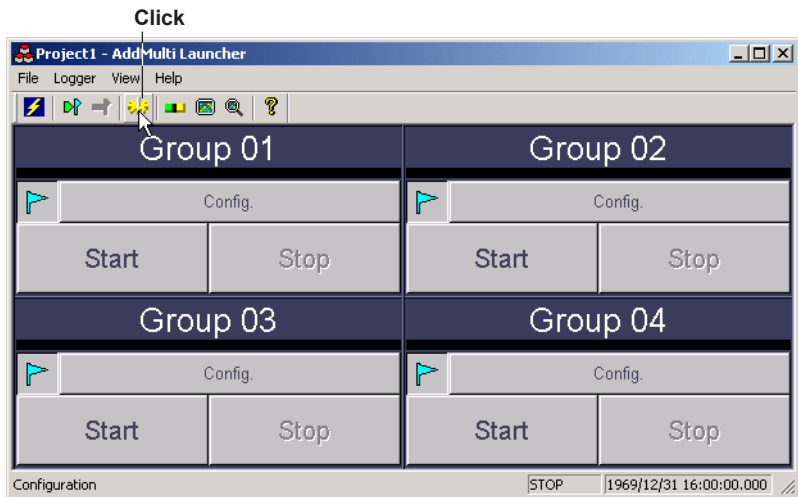 Click
Project1 - AddMulti Launcher
File Logger View Help
Group 01
Group 02
Config.
Config.
Start Stop
Start Stop
Group 03
Group 04
Config.
Config.
Start Stop
Start Stop
Configuration STOP 1969/12/31 16:00:00.000